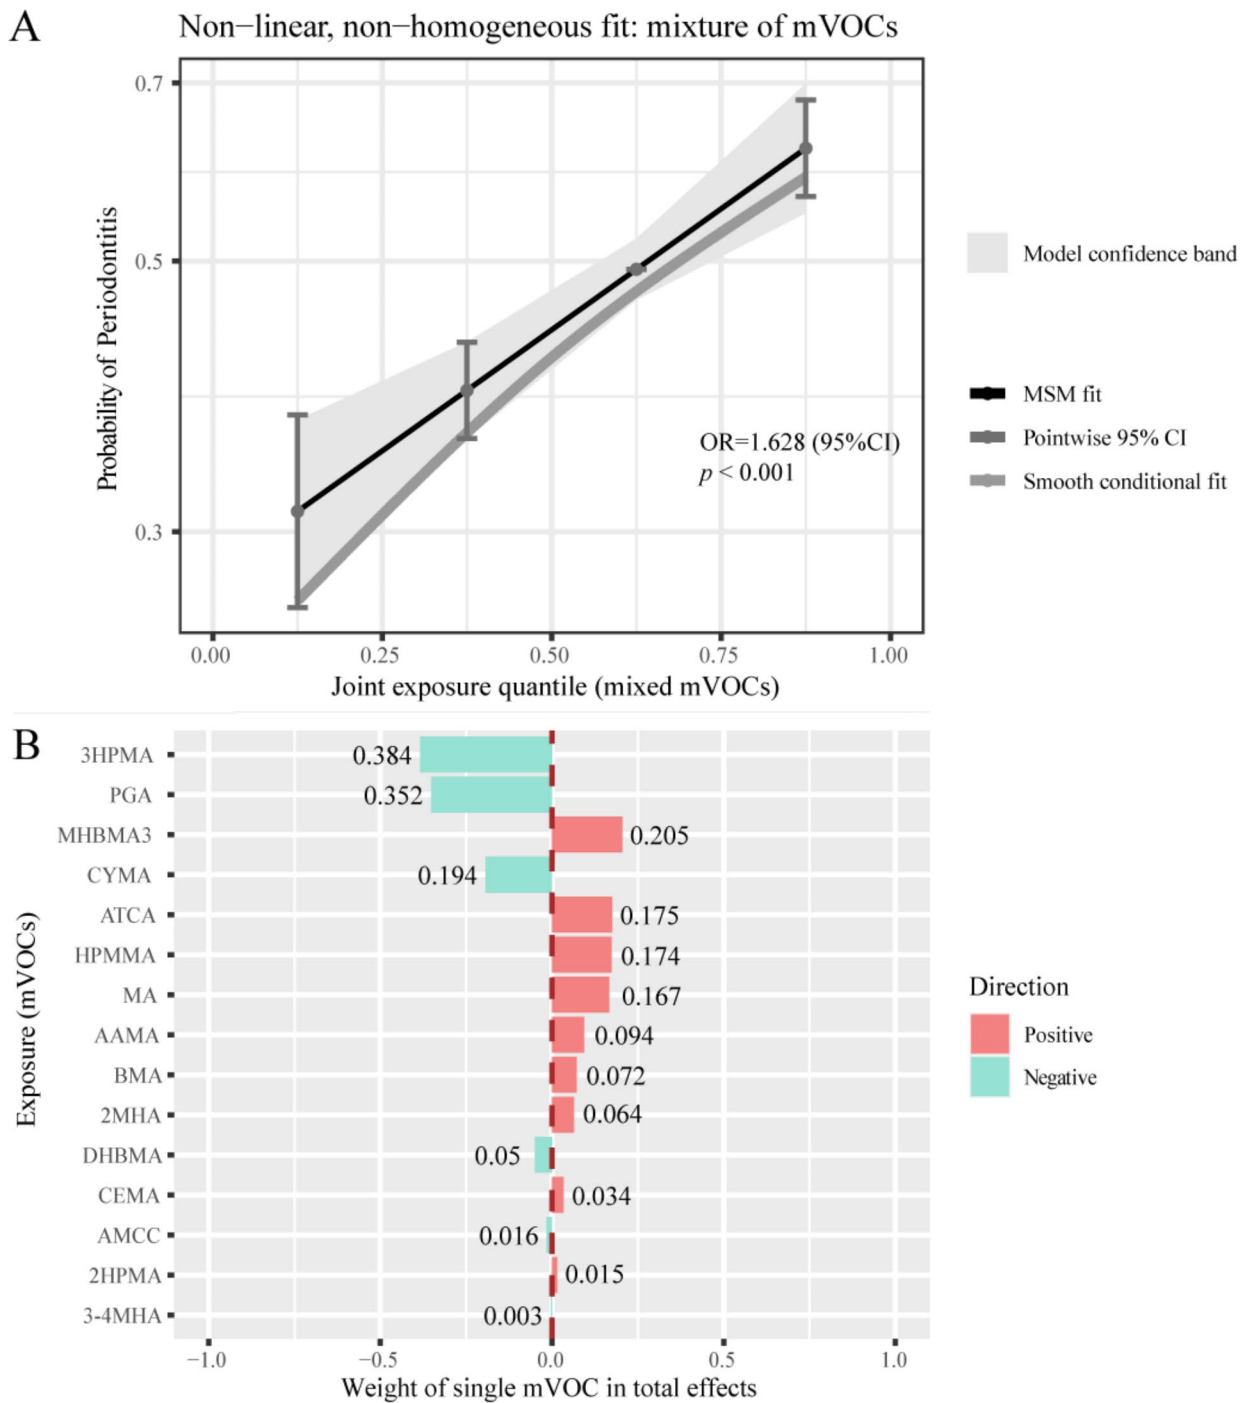 A
Non−linear, non−homogeneous fit: mixture of mVOCs
0.7
0.5
0.3
Probability of Periodontitis
OR=1.628 (95%CI)
p < 0.001
0.00 0.25 0.50 0.75 1.00
Joint exposure quantile (mixed mVOCs)
Model confidence band
MSM fit
Pointwise 95% CI
Smooth conditional fit
B
Exposure (mVOCs)
3HPMA 0.384
PGA 0.352
MHBMA3 0.205
CYMA 0.194
ATCA 0.175
HPMMA 0.174
MA 0.167
AAMA 0.094
BMA 0.072
2MHA 0.064
DHBMA 0.05
CEMA 0.034
AMCC 0.016
2HPMA 0.015
3-4MHA 0.003
−1.0 −0.5 0.0 0.5 1.0
Weight of single mVOC in total effects
Direction
Positive
Negative